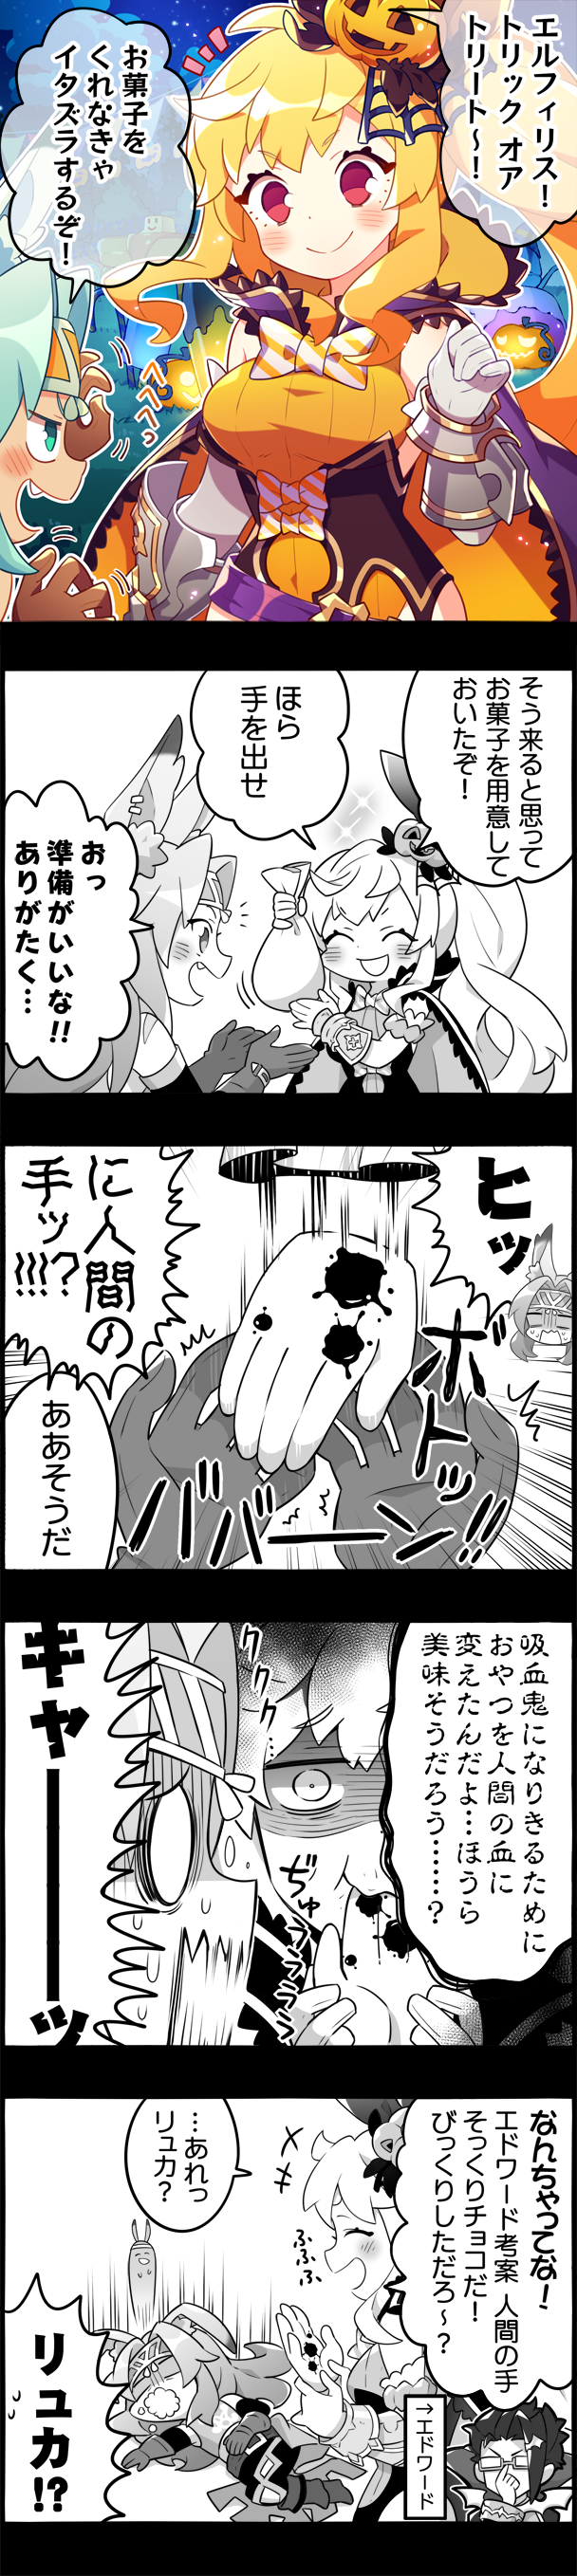 エルフィリス！
トリック オア
トリート～！
お菓子を
くれなきゃ
イタズラするぞ！
へへへっ
そう来ると思って
お菓子を用意して
おいたぞ！
ほら
手を出せ
おっ
準備がいいな!!
ありがたく…
ヒッ
ボトッ!!
に人間の
手ッ?!!!
ババーン
ああそうだ
吸血鬼になりきるために
おやつを人間の血に
変えたんだよ…ほうら
美味そうだろう……？
ククク…
ぢゅうううう
キャーーッ
なんちゃってな！
エドワード考案 人間の手
そっくりチョコだ！
びっくりしただろ～？
ふふふ
…あれっ
リュカ？
→エドワード
リュカ!?